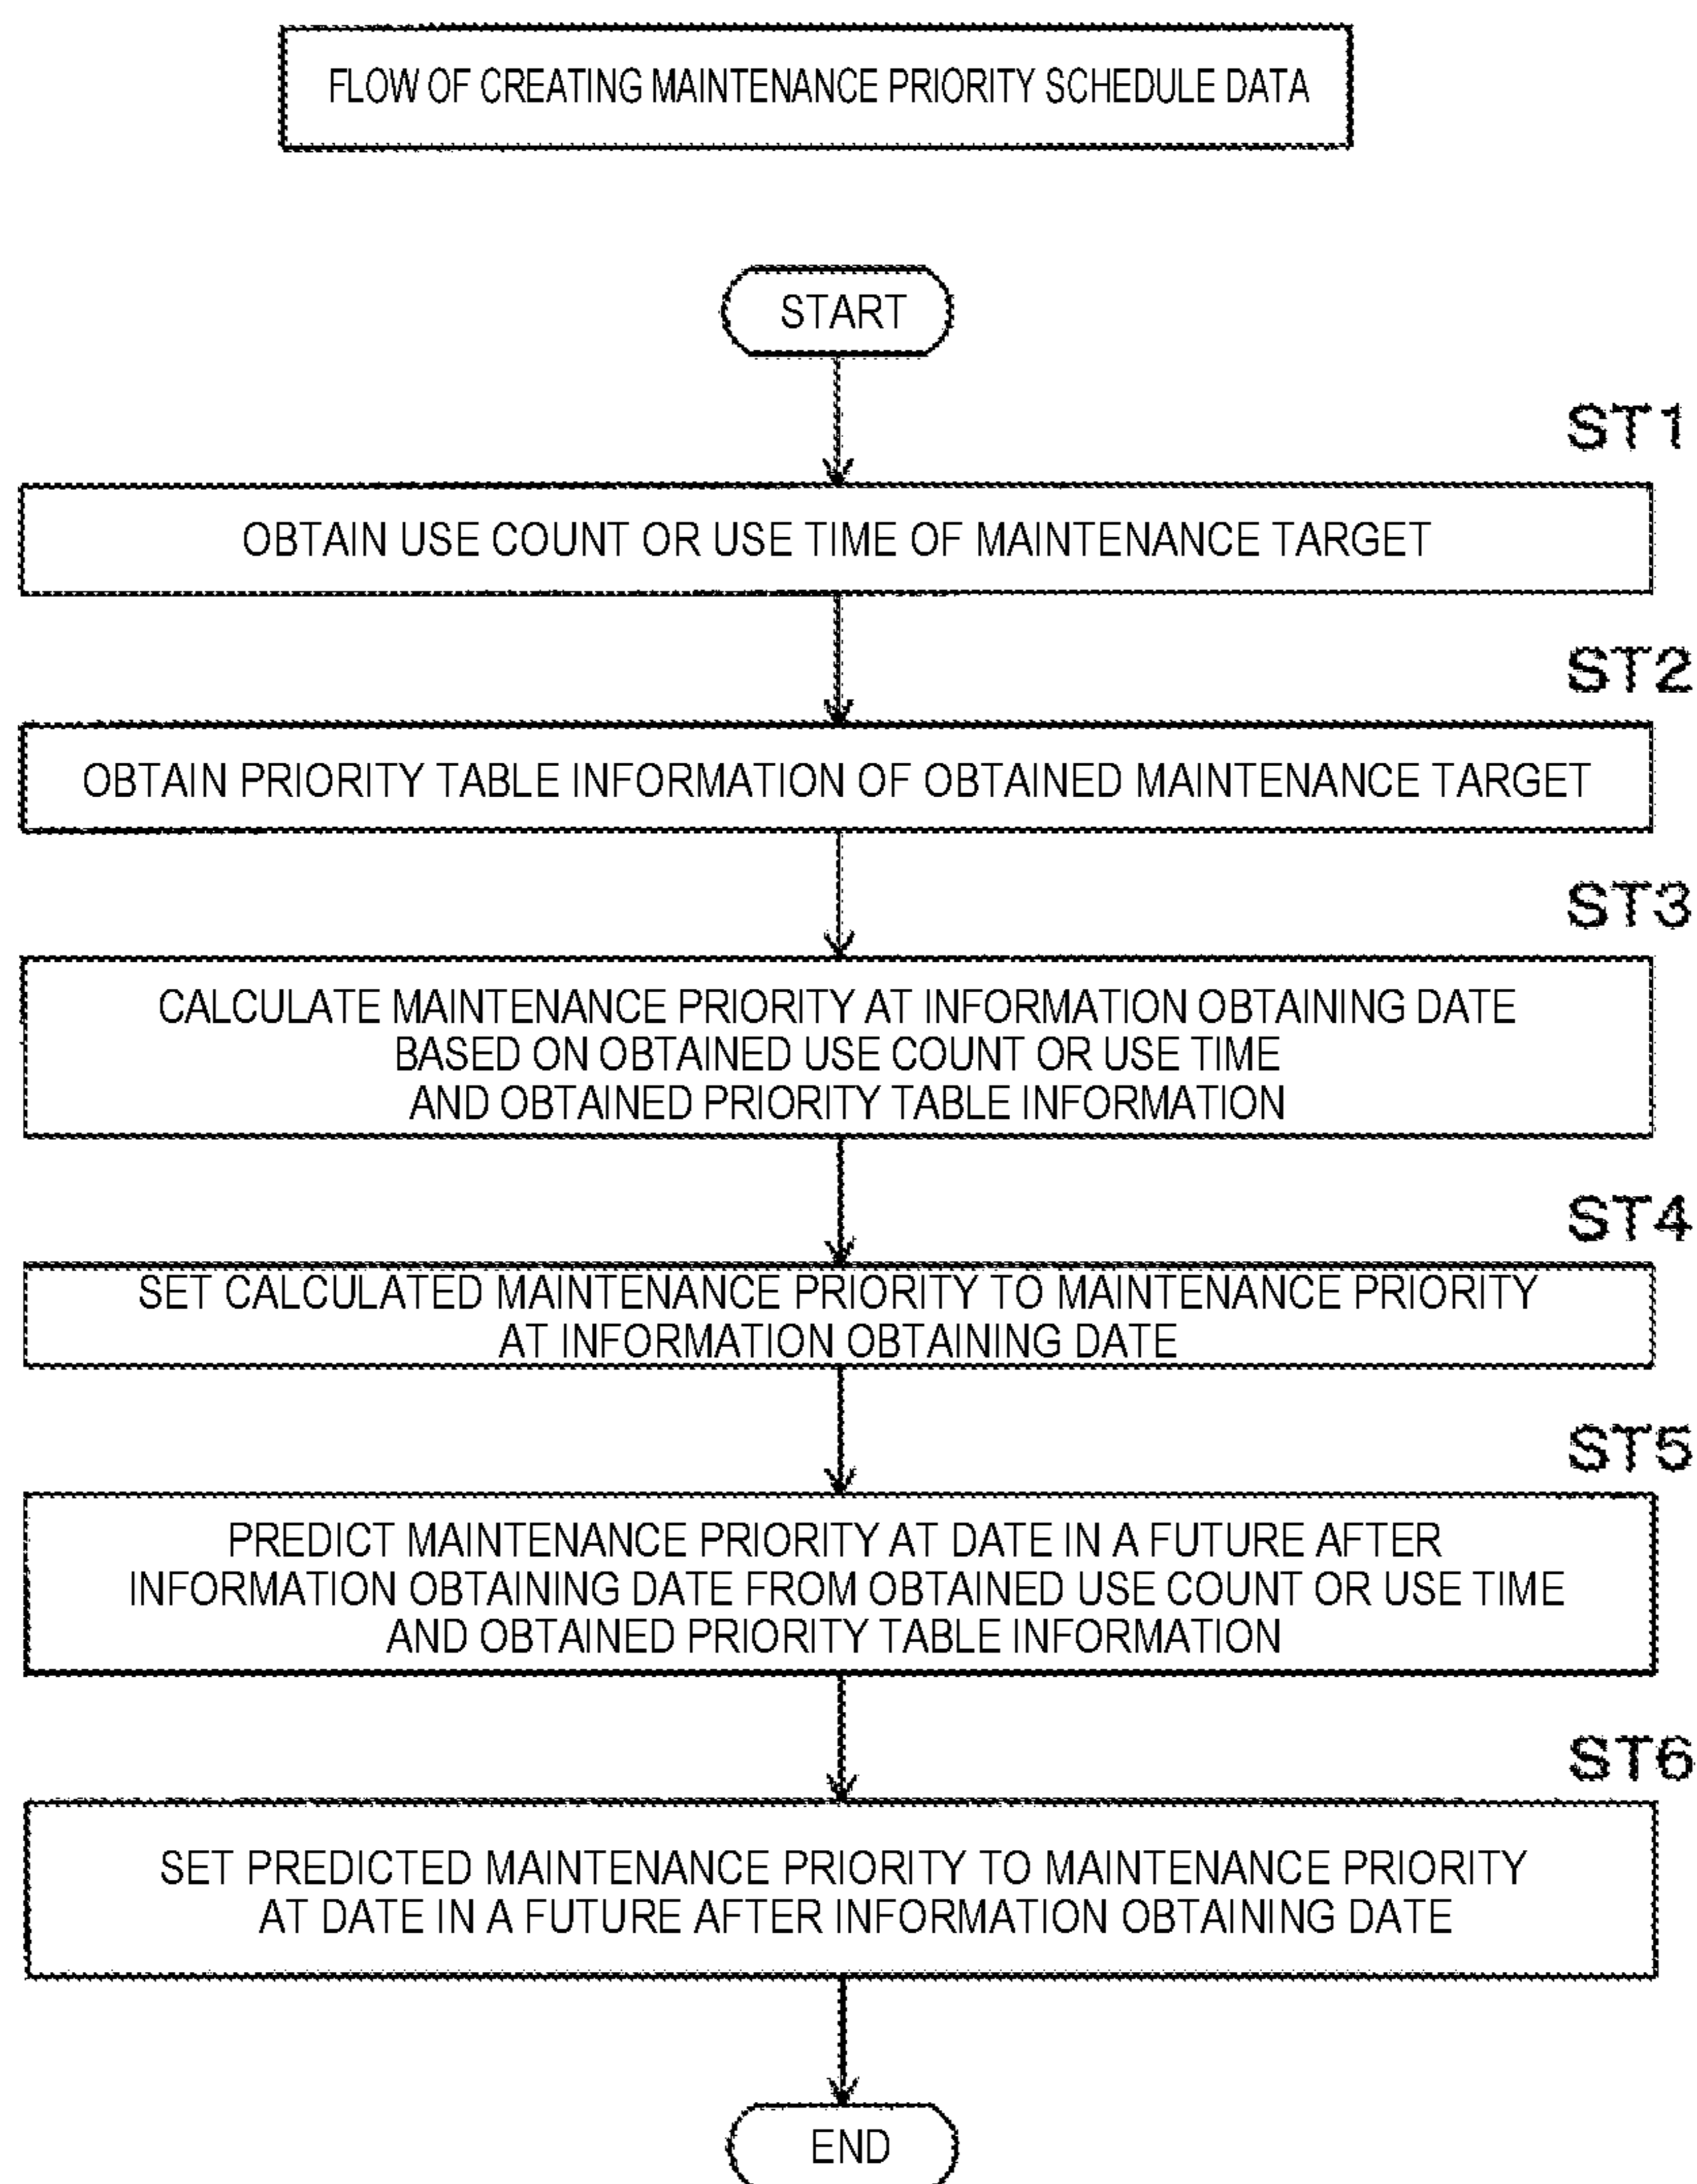 FLOW OF CREATING MAINTENANCE PRIORITY SCHEDULE DATA
START
ST1
OBTAIN USE COUNT OR USE TIME OF MAINTENANCE TARGET
ST2
OBTAIN PRIORITY TABLE INFORMATION OF OBTAINED MAINTENANCE TARGET
ST3
CALCULATE MAINTENANCE PRIORITY AT INFORMATION OBTAINING DATE
BASED ON OBTAINED USE COUNT OR USE TIME
AND OBTAINED PRIORITY TABLE INFORMATION
ST4
SET CALCULATED MAINTENANCE PRIORITY TO MAINTENANCE PRIORITY
AT INFORMATION OBTAINING DATE
ST5
PREDICT MAINTENANCE PRIORITY AT DATE IN A FUTURE AFTER
INFORMATION OBTAINING DATE FROM OBTAINED USE COUNT OR USE TIME
AND OBTAINED PRIORITY TABLE INFORMATION
ST6
SET PREDICTED MAINTENANCE PRIORITY TO MAINTENANCE PRIORITY
AT DATE IN A FUTURE AFTER INFORMATION OBTAINING DATE
END